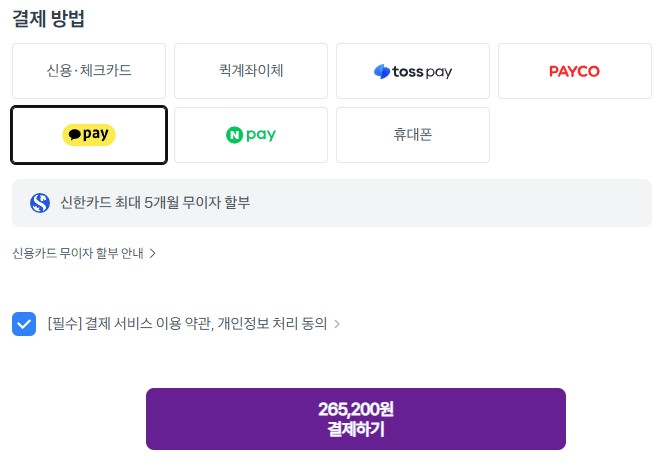 결제 방법
신용·체크카드
퀵계좌이체
toss pay
PAYCO
pay
N pay
휴대폰
S 신한카드 최대 5개월 무이자 할부
신용카드 무이자 할부 안내 >
[필수] 결제 서비스 이용 약관, 개인정보 처리 동의 >
265,200원
결제하기